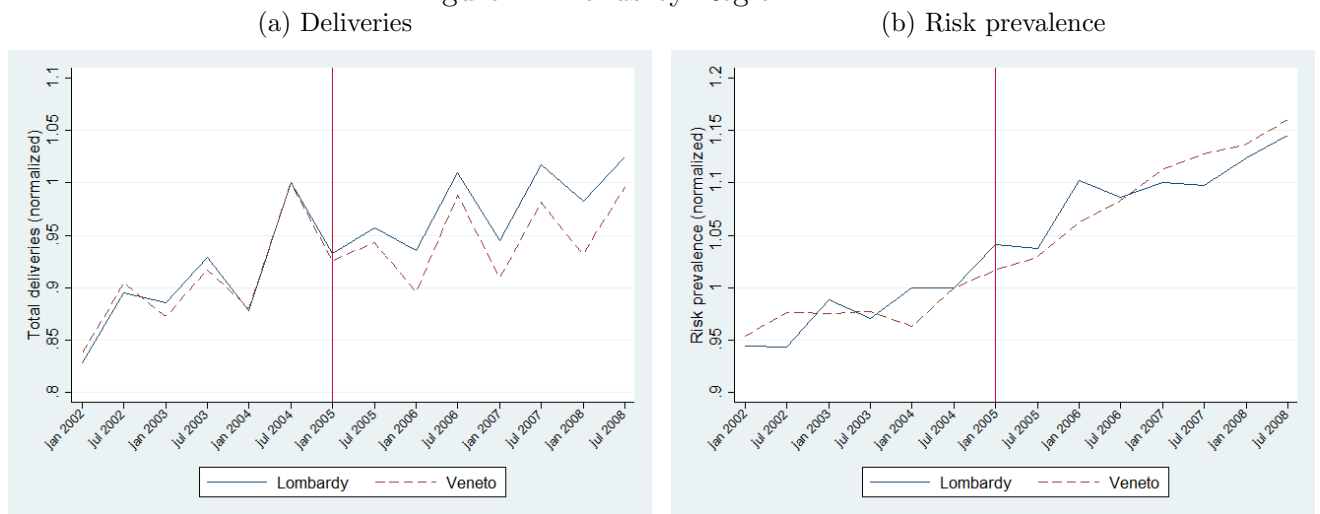 (a) Deliveries
(b) Risk prevalence
Total deliveries (normalized)
1.1
1.05
1
.95
.9
.85
.8
jan 2002
jul 2002
jan 2003
jul 2003
jan 2004
jul 2004
jan 2005
jul 2005
jan 2006
jul 2006
jan 2007
jul 2007
jan 2008
jul 2008
Lombardy
Veneto
Risk prevalence (normalized)
1.2
1.15
1.1
1.05
1
.95
.9
jan 2002
jul 2002
jan 2003
jul 2003
jan 2004
jul 2004
jan 2005
jul 2005
jan 2006
jul 2006
jan 2007
jul 2007
jan 2008
jul 2008
Lombardy
Veneto